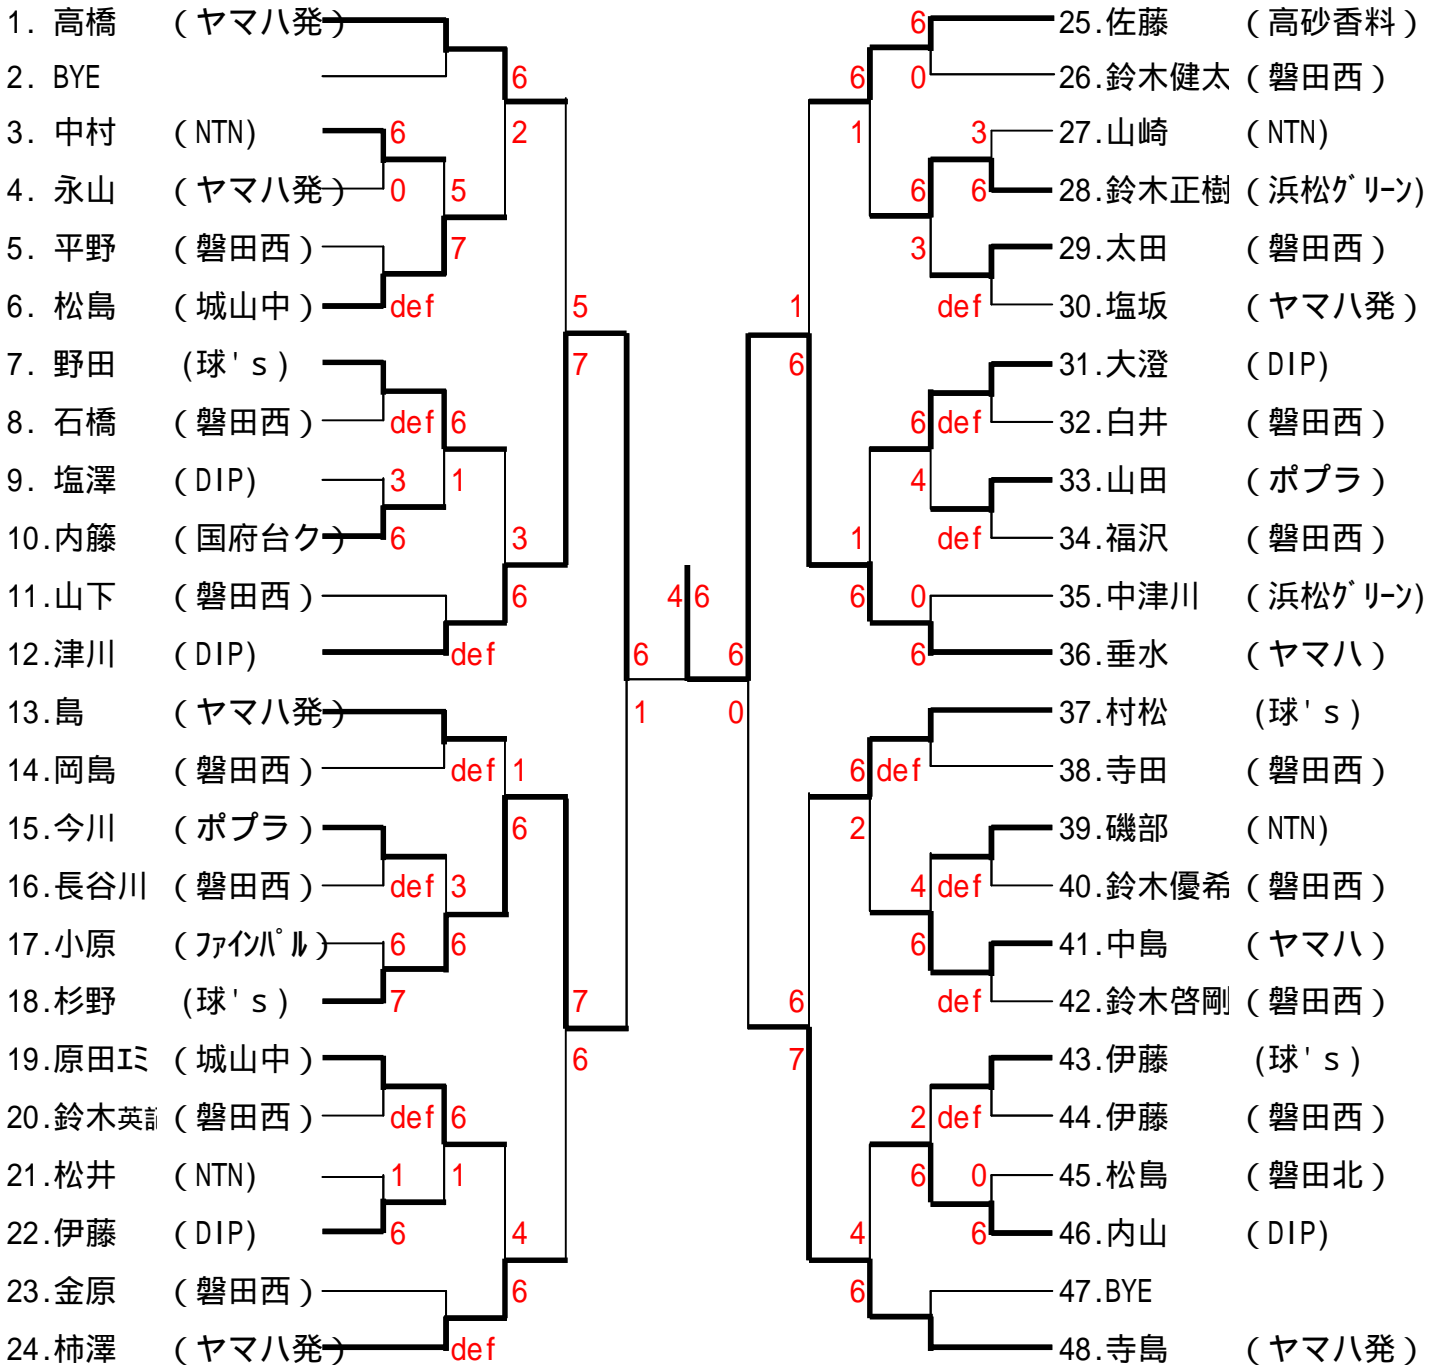 1. 高橋 (ヤマハ発)
2. BYE
6
3. 中村 (NTN)
6
2
4. 永山 (ヤマハ発)
0
5
5. 平野 (磐田西)
7
6. 松島 (城山中)
def
5
7. 野田 (球's)
7
8. 石橋 (磐田西)
def
6
9. 塩澤 (DIP)
3
1
10.内籐 (国府台ク)
6
3
11.山下 (磐田西)
6
12.津川 (DIP)
def
6
13.島 (ヤマハ発)
1
14.岡島 (磐田西)
def
1
15.今川 (ポプラ)
6
16.長谷川 (磐田西)
def
3
17.小原 (ファインパル)
6
6
18.杉野 (球's)
7
7
19.原田エミ (城山中)
6
20.鈴木英 (磐田西)
def
6
21.松井 (NTN)
1
1
22.伊藤 (DIP)
6
4
23.金原 (磐田西)
6
24.柿澤 (ヤマハ発)
def
4 6
6
25.佐藤 (高砂香料)
6
0
26.鈴木健太 (磐田西)
1
3
27.山崎 (NTN)
6
6
28.鈴木正樹 (浜松グリーン)
3
29.太田 (磐田西)
1
def
30.塩坂 (ヤマハ発)
6
31.大澄 (DIP)
6
def
32.白井 (磐田西)
4
33.山田 (ポプラ)
1
def
34.福沢 (磐田西)
6
0
35.中津川 (浜松グリーン)
6
6
36.垂水 (ヤマハ)
0
37.村松 (球's)
6
def
38.寺田 (磐田西)
2
39.磯部 (NTN)
4
def
40.鈴木優希 (磐田西)
6
41.中島 (ヤマハ)
6
def
42.鈴木啓剛 (磐田西)
7
43.伊藤 (球's)
2
def
44.伊藤 (磐田西)
6
0
45.松島 (磐田北)
4
6
46.内山 (DIP)
6
47.BYE
48.寺島 (ヤマハ発)